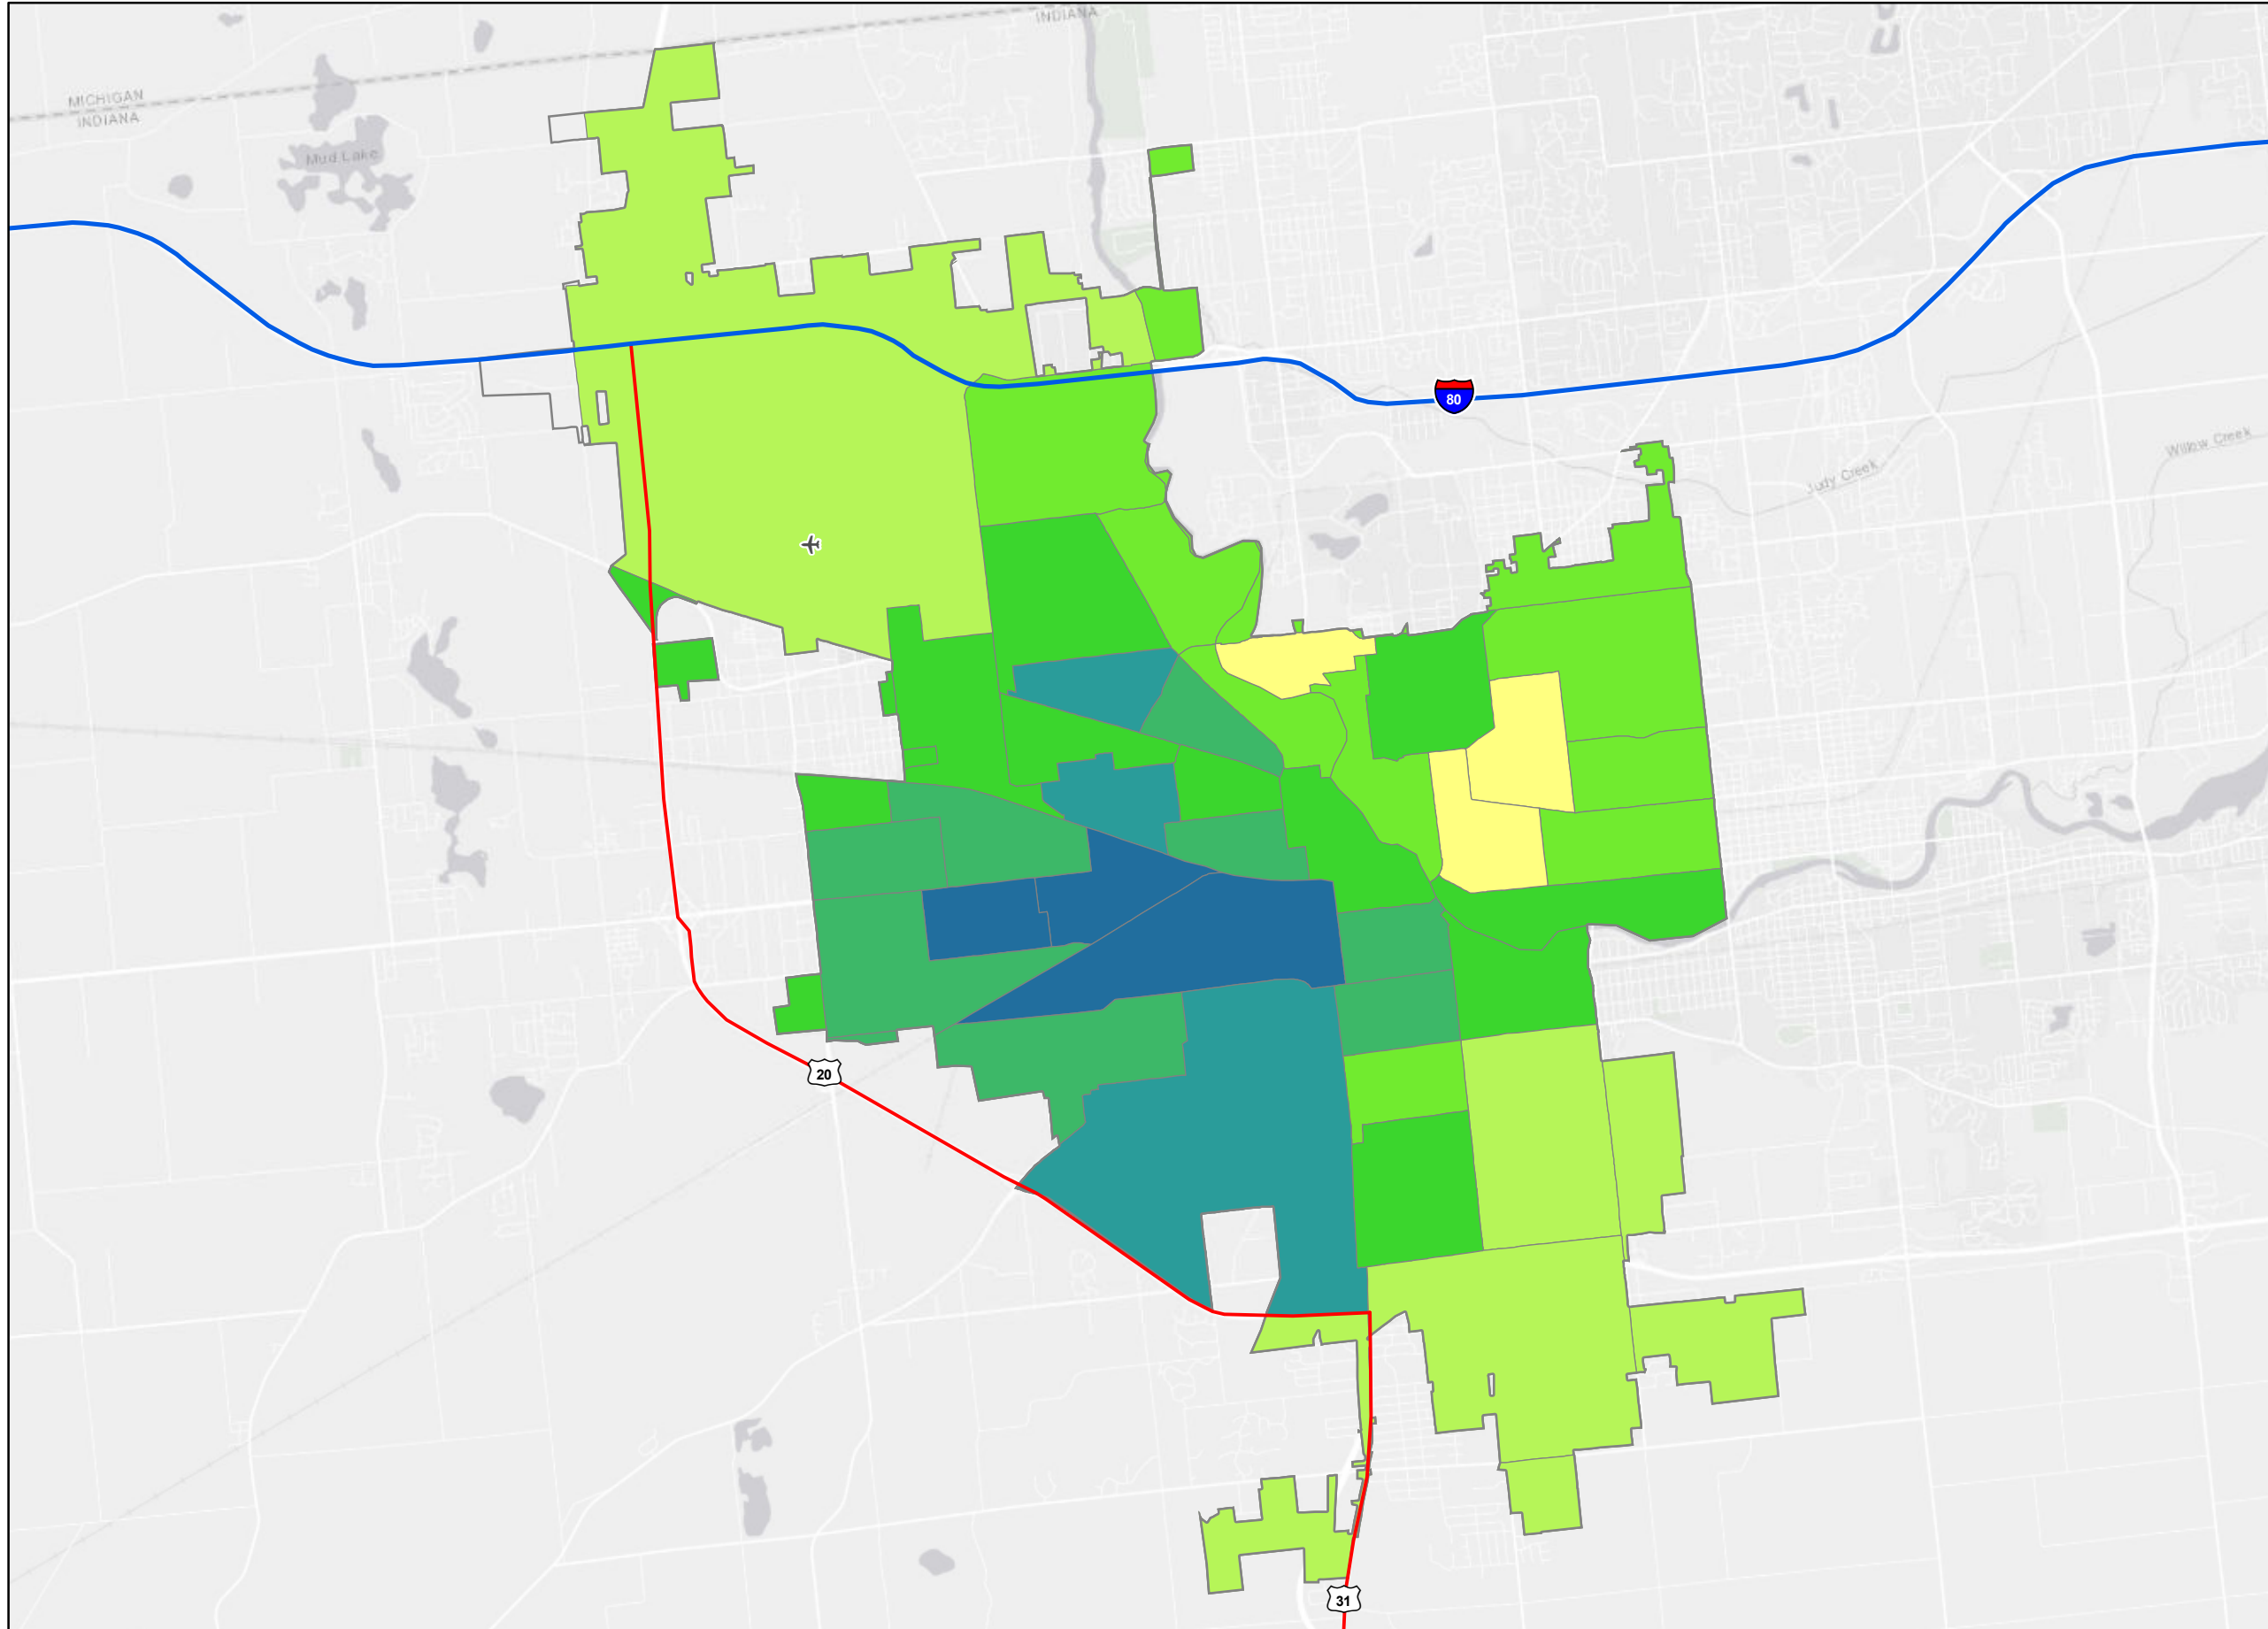 INDIANA
MICHIGAN
INDIANA
Mud Lake
80
Willow Creek
Judy Creek
20
31